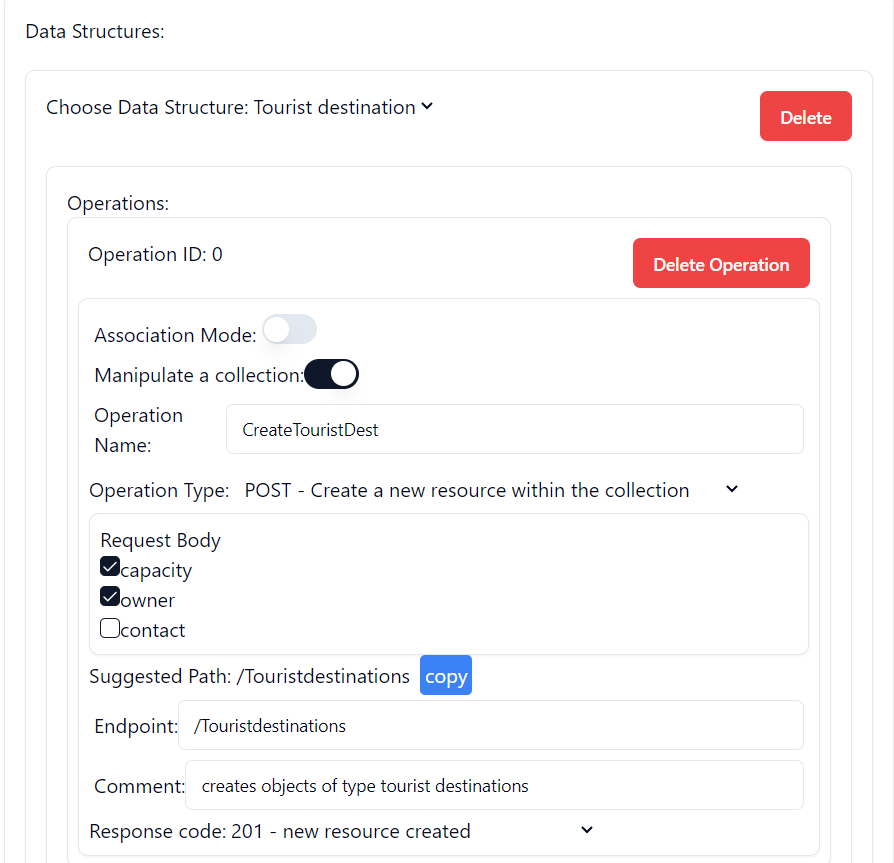 Data Structures:
Choose Data Structure: Tourist destination
Delete
Operations:
Operation ID: 0
Delete Operation
Association Mode:
Manipulate a collection:
Operation
Name:
CreateTouristDest
Operation Type: POST - Create a new resource within the collection
Request Body
capacity
owner
contact
Suggested Path: /Touristdestinations copy
Endpoint: /Touristdestinations
Comment: creates objects of type tourist destinations
Response code: 201 - new resource created